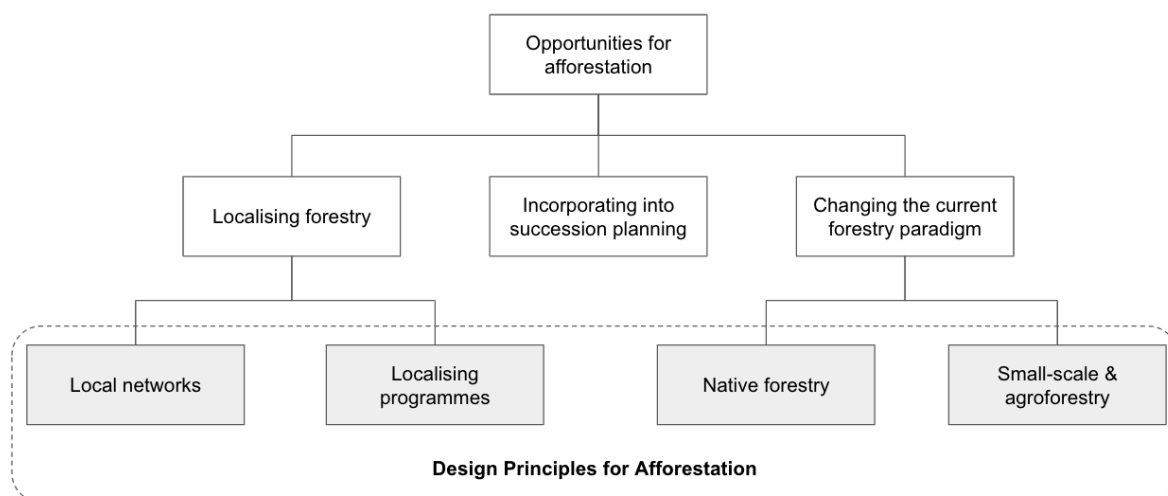 Opportunities for
afforestation
Localising forestry
Incorporating into
succession planning
Changing the current
forestry paradigm
Local networks
Localising
programmes
Native forestry
Small-scale &
agroforestry
Design Principles for Afforestation